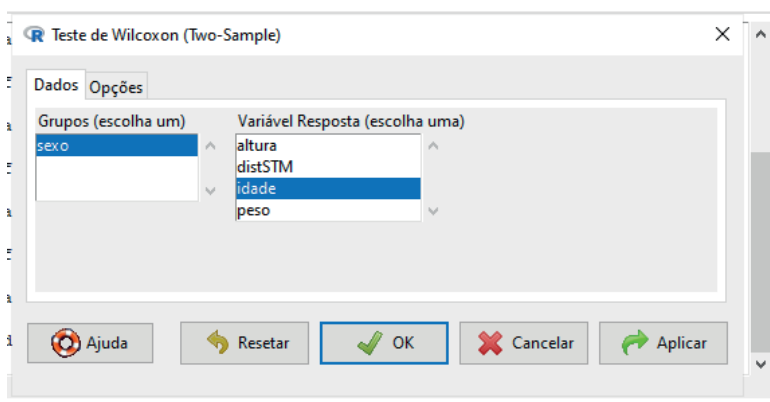 Teste de Wilcoxon (Two-Sample)
Dados Opções
Grupos (escolha um) Variável Resposta (escolha uma)
sexo
altura
distSTM
idade
peso
Ajuda Resetar OK Cancelar Aplicar